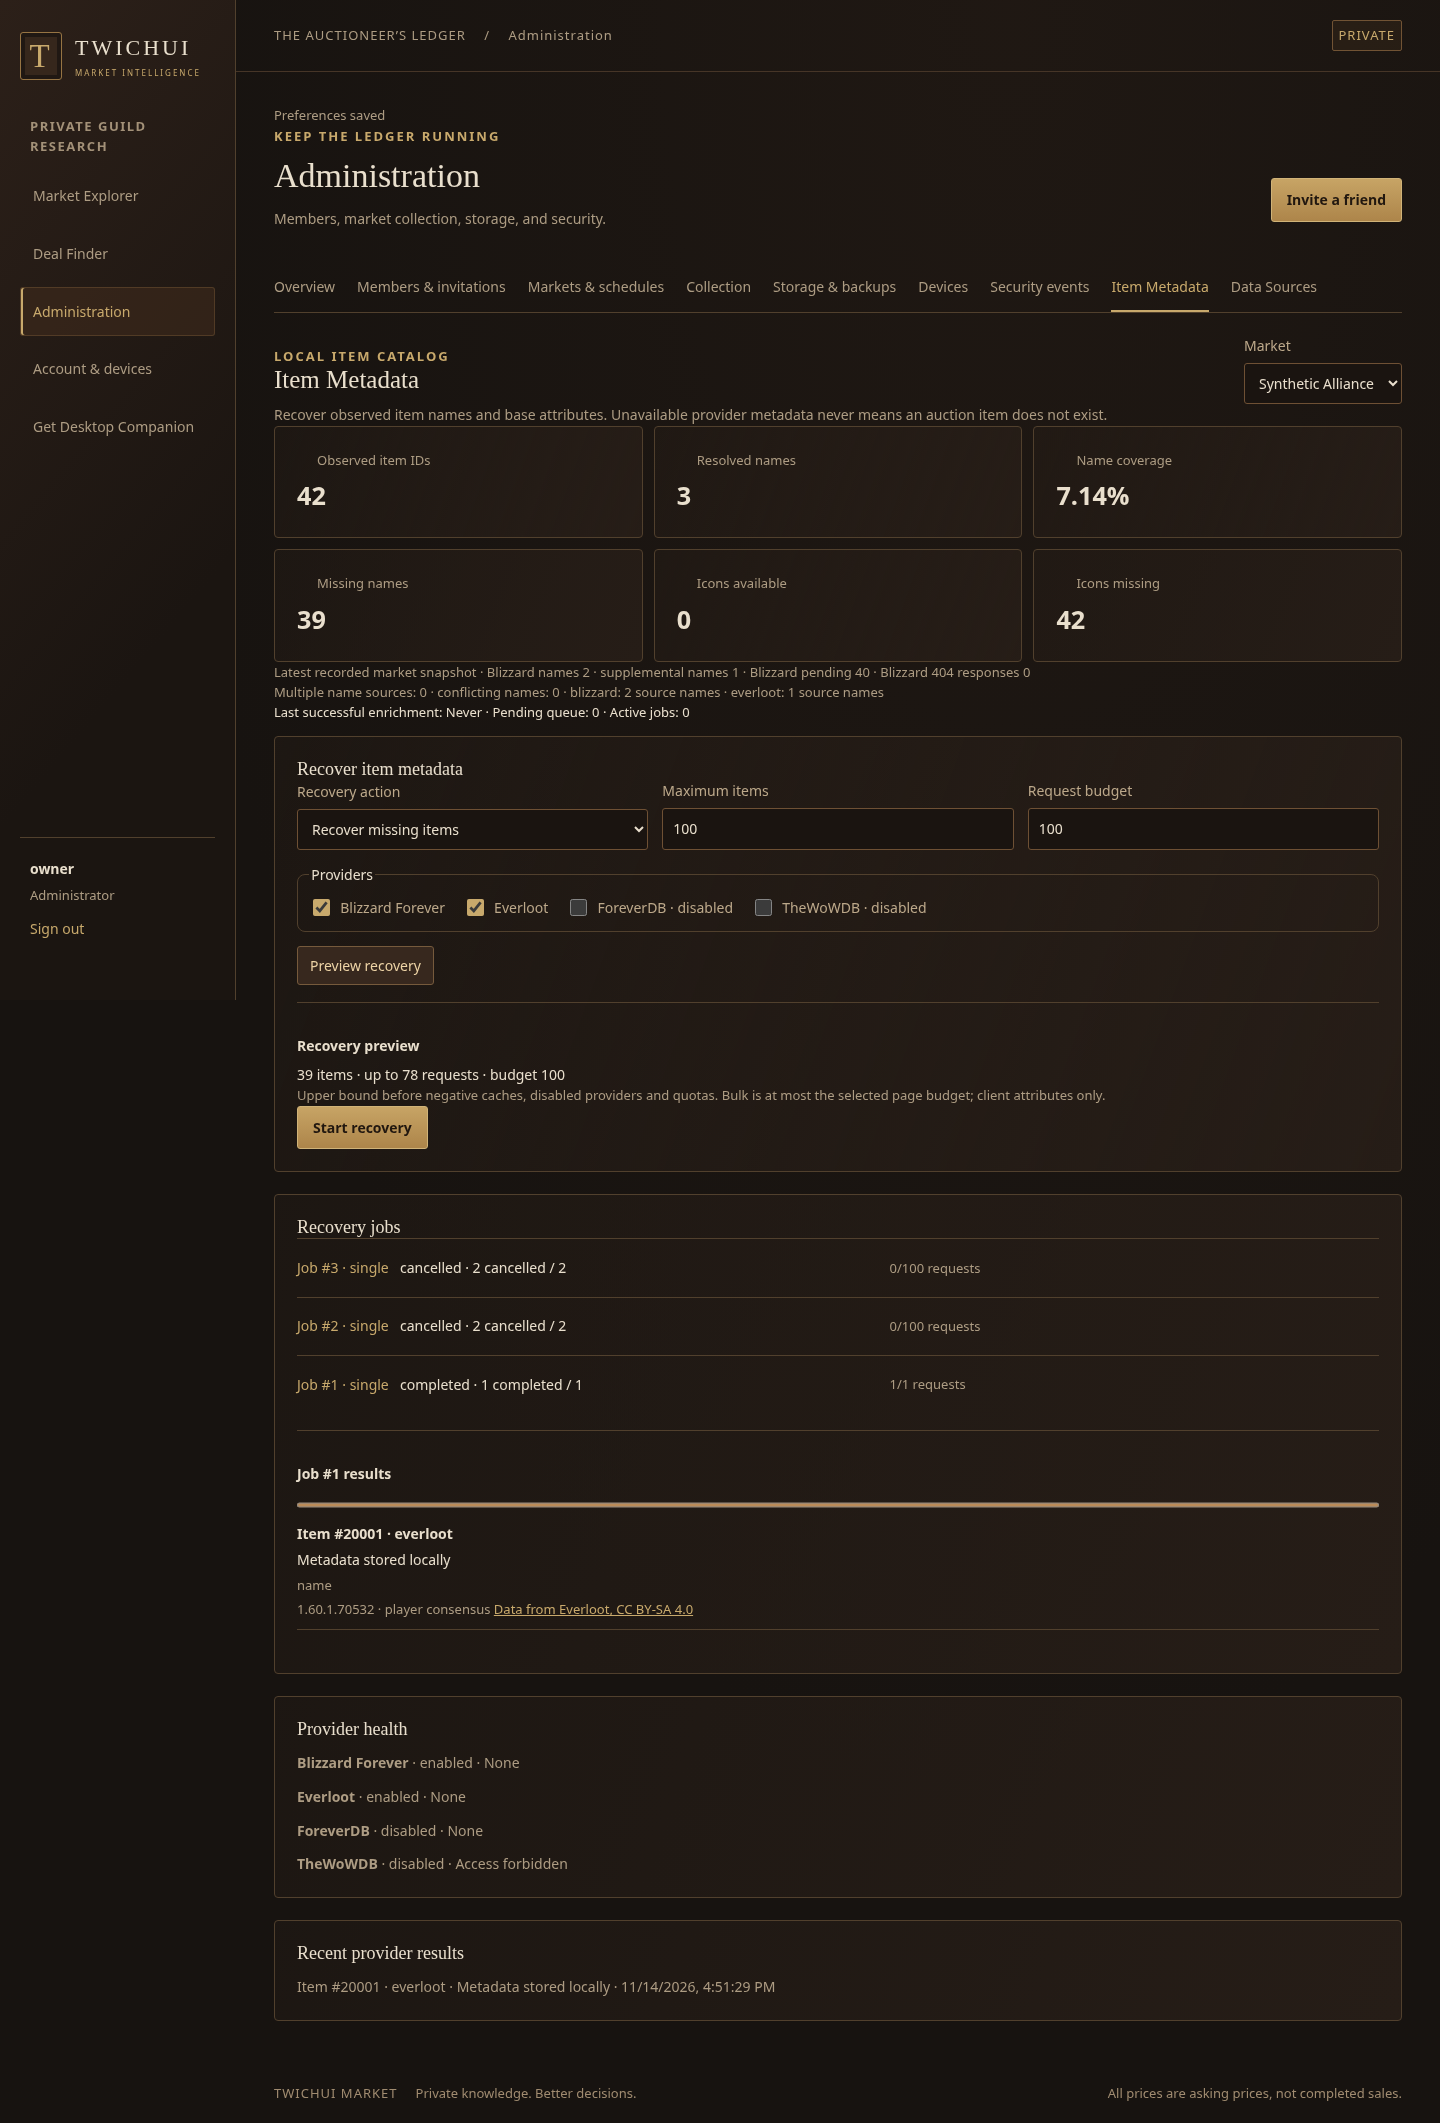 T TWICHUI
MARKET INTELLIGENCE
PRIVATE GUILD
RESEARCH
Market Explorer
Deal Finder
Administration
Account & devices
Get Desktop Companion
owner
Administrator
Sign out
THE AUCTIONEER’S LEDGER / Administration
PRIVATE
Preferences saved
KEEP THE LEDGER RUNNING
Administration
Members, market collection, storage, and security.
Invite a friend
Overview Members & invitations Markets & schedules Collection Storage & backups Devices Security events Item Metadata Data Sources
LOCAL ITEM CATALOG
Item Metadata
Market
Synthetic Alliance
Recover observed item names and base attributes. Unavailable provider metadata never means an auction item does not exist.
Observed item IDs
42
Resolved names
3
Name coverage
7.14%
Missing names
39
Icons available
0
Icons missing
42
Latest recorded market snapshot · Blizzard names 2 · supplemental names 1 · Blizzard pending 40 · Blizzard 404 responses 0
Multiple name sources: 0 · conflicting names: 0 · blizzard: 2 source names · everloot: 1 source names
Last successful enrichment: Never · Pending queue: 0 · Active jobs: 0
Recover item metadata
Recovery action
Recover missing items
Maximum items
100
Request budget
100
Providers
Blizzard Forever Everloot ForeverDB · disabled TheWoWDB · disabled
Preview recovery
Recovery preview
39 items · up to 78 requests · budget 100
Upper bound before negative caches, disabled providers and quotas. Bulk is at most the selected page budget; client attributes only.
Start recovery
Recovery jobs
Job #3 · single cancelled · 2 cancelled / 2 0/100 requests
Job #2 · single cancelled · 2 cancelled / 2 0/100 requests
Job #1 · single completed · 1 completed / 1 1/1 requests
Job #1 results
Item #20001 · everloot
Metadata stored locally
name
1.60.1.70532 · player consensus Data from Everloot, CC BY-SA 4.0
Provider health
Blizzard Forever · enabled · None
Everloot · enabled · None
ForeverDB · disabled · None
TheWoWDB · disabled · Access forbidden
Recent provider results
Item #20001 · everloot · Metadata stored locally · 11/14/2026, 4:51:29 PM
TWICHUI MARKET Private knowledge. Better decisions.
All prices are asking prices, not completed sales.